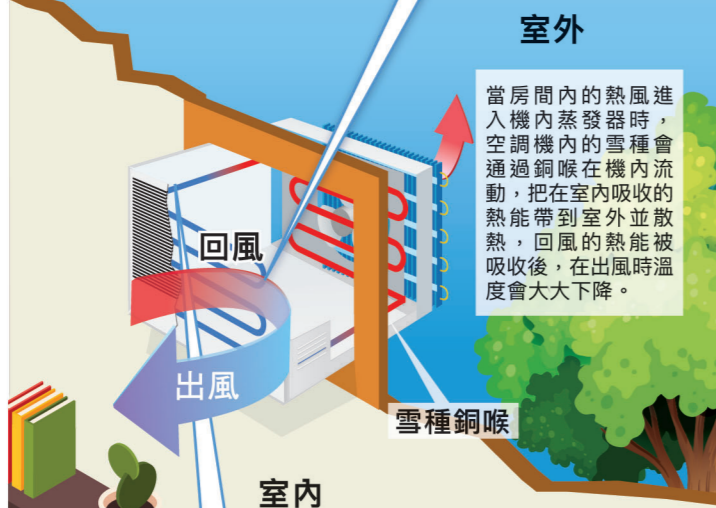 室外
當房間內的熱風進
入機內蒸發器時，
空調機內的雪種會
通過銅喉在機內流
動，把在室內吸收的
熱能帶到室外並散
熱，回風的熱能被
吸收後，在出風時溫
度會大大下降。
回風
出風
雪種銅喉
室內